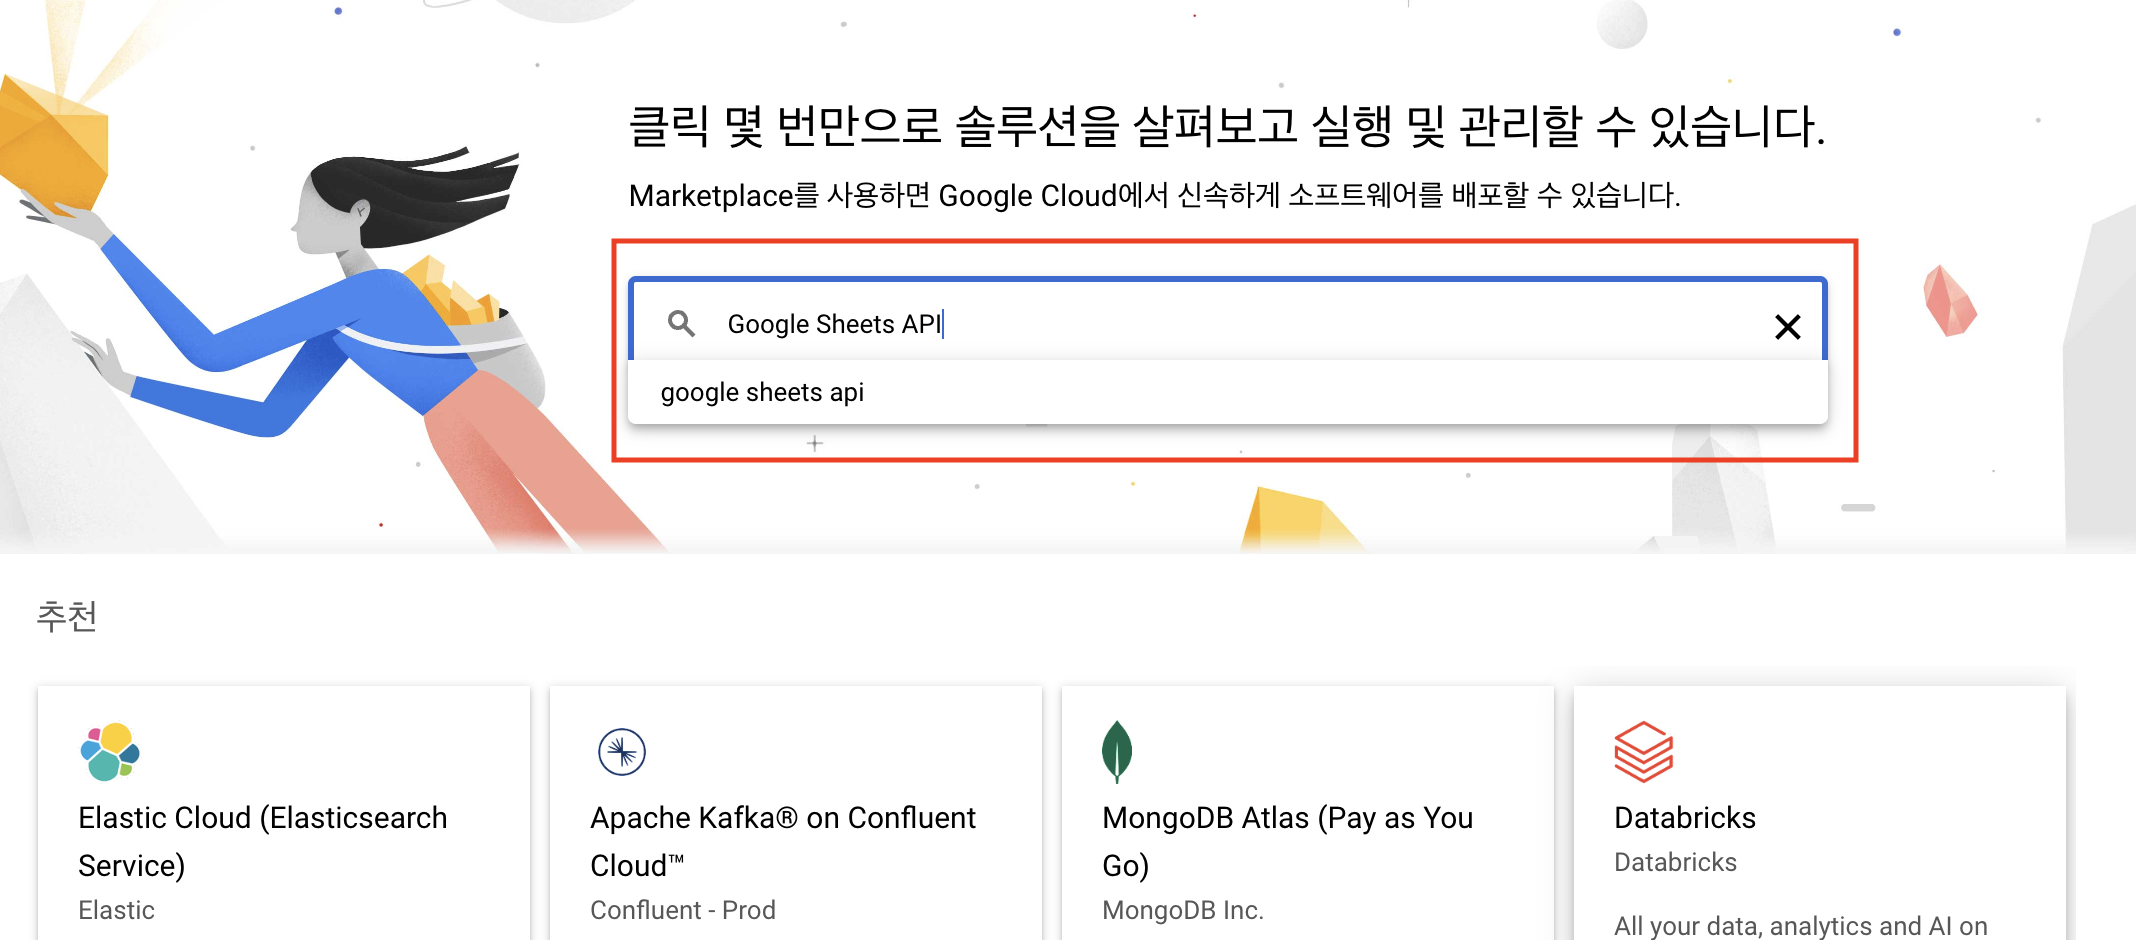 클릭 몇 번만으로 솔루션을 살펴보고 실행 및 관리할 수 있습니다.
Marketplace를 사용하면 Google Cloud에서 신속하게 소프트웨어를 배포할 수 있습니다.
Google Sheets API
google sheets api
추천
Elastic Cloud (Elasticsearch
Service)
Elastic
Apache Kafka® on Confluent
Cloud™
Confluent - Prod
MongoDB Atlas (Pay as You
Go)
MongoDB Inc.
Databricks
Databricks
All your data, analytics and AI on